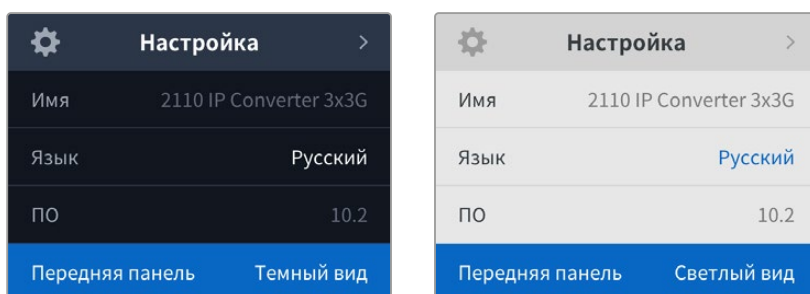 Настройка
Имя 2110 IP Converter 3x3G
Язык Русский
ПО 10.2
Передняя панель Темный вид
Настройка
Имя 2110 IP Converter 3x3G
Язык Русский
ПО 10.2
Передняя панель Светлый вид